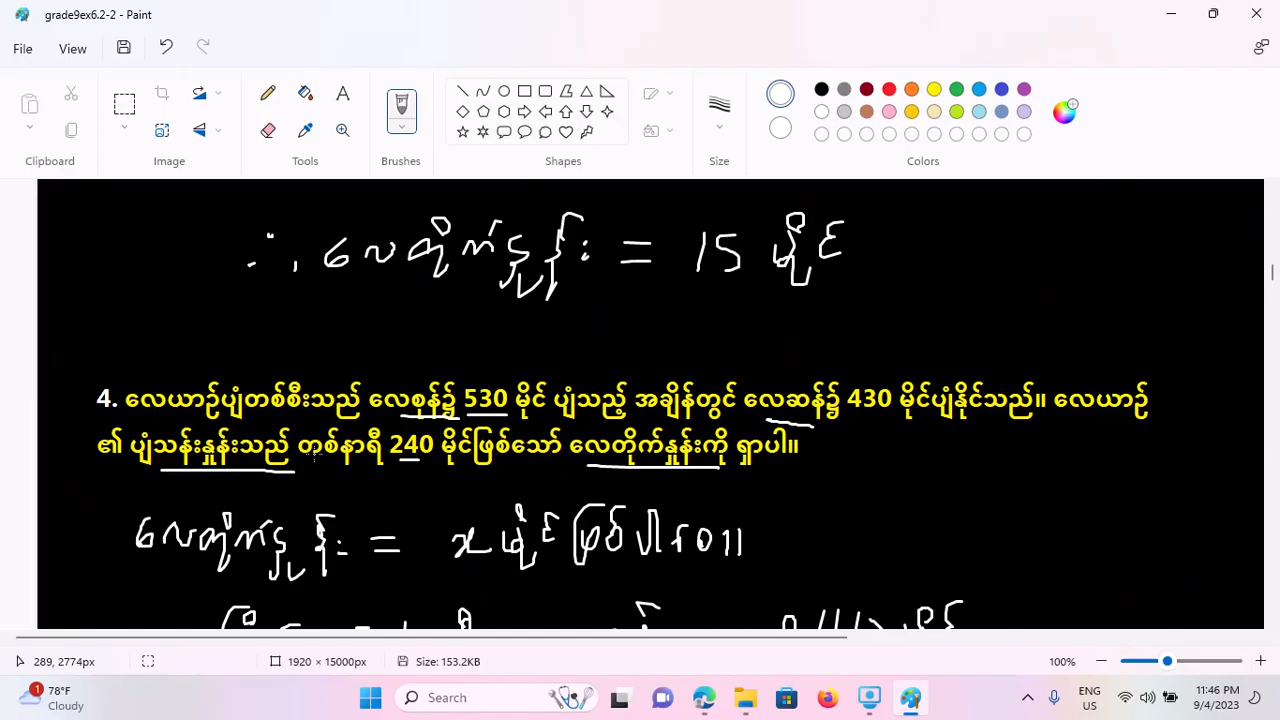 grade9ex6.2-2 - Paint
File View
Clipboard Image Tools Brushes Shapes Size Colors
∴ လေတိုက်နှုန်း = 15 မိုင်
4. လေယာဉ်ပျံတစ်စီးသည် လေစုန်၌ 530 မိုင် ပျံသည့် အချိန်တွင် လေဆန်၌ 430 မိုင်ပျံနိုင်သည်။ လေယာဉ်
၏ ပျံသန်းနှုန်းသည် တစ်နာရီ 240 မိုင်ဖြစ်သော် လေတိုက်နှုန်းကို ရှာပါ။
လေတိုက်နှုန်း = x မိုင်ဖြစ်ပါစေ။
289, 2774px 1920 × 15000px Size: 153.2KB 100%
1 78°F Search ENG 11:46 PM
Cloudy US 9/4/2023